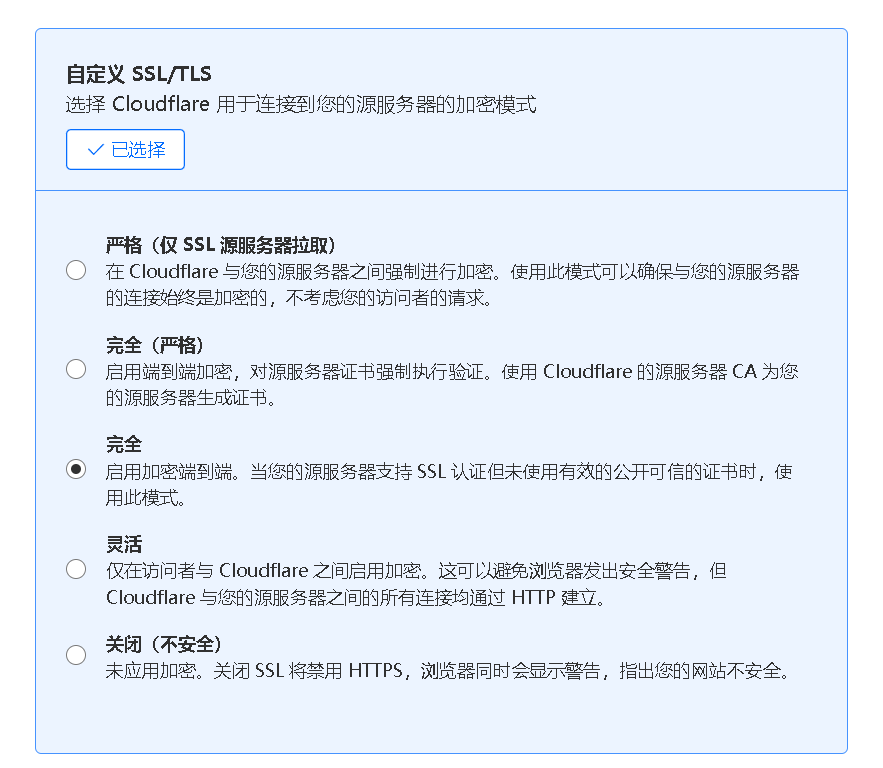 自定义 SSL/TLS
选择 Cloudflare 用于连接到您的源服务器的加密模式
已选择
严格（仅 SSL 源服务器拉取）
在 Cloudflare 与您的源服务器之间强制进行加密。使用此模式可以确保与您的源服务器
的连接始终是加密的，不考虑您的访问者的请求。
完全（严格）
启用端到端加密，对源服务器证书强制执行验证。使用 Cloudflare 的源服务器 CA 为您
的源服务器生成证书。
完全
启用加密端到端。当您的源服务器支持 SSL 认证但未使用有效的公开可信的证书时，使
用此模式。
灵活
仅在访问者与 Cloudflare 之间启用加密。这可以避免浏览器发出安全警告，但
Cloudflare 与您的源服务器之间的所有连接均通过 HTTP 建立。
关闭（不安全）
未应用加密。关闭 SSL 将禁用 HTTPS，浏览器同时会显示警告，指出您的网站不安全。